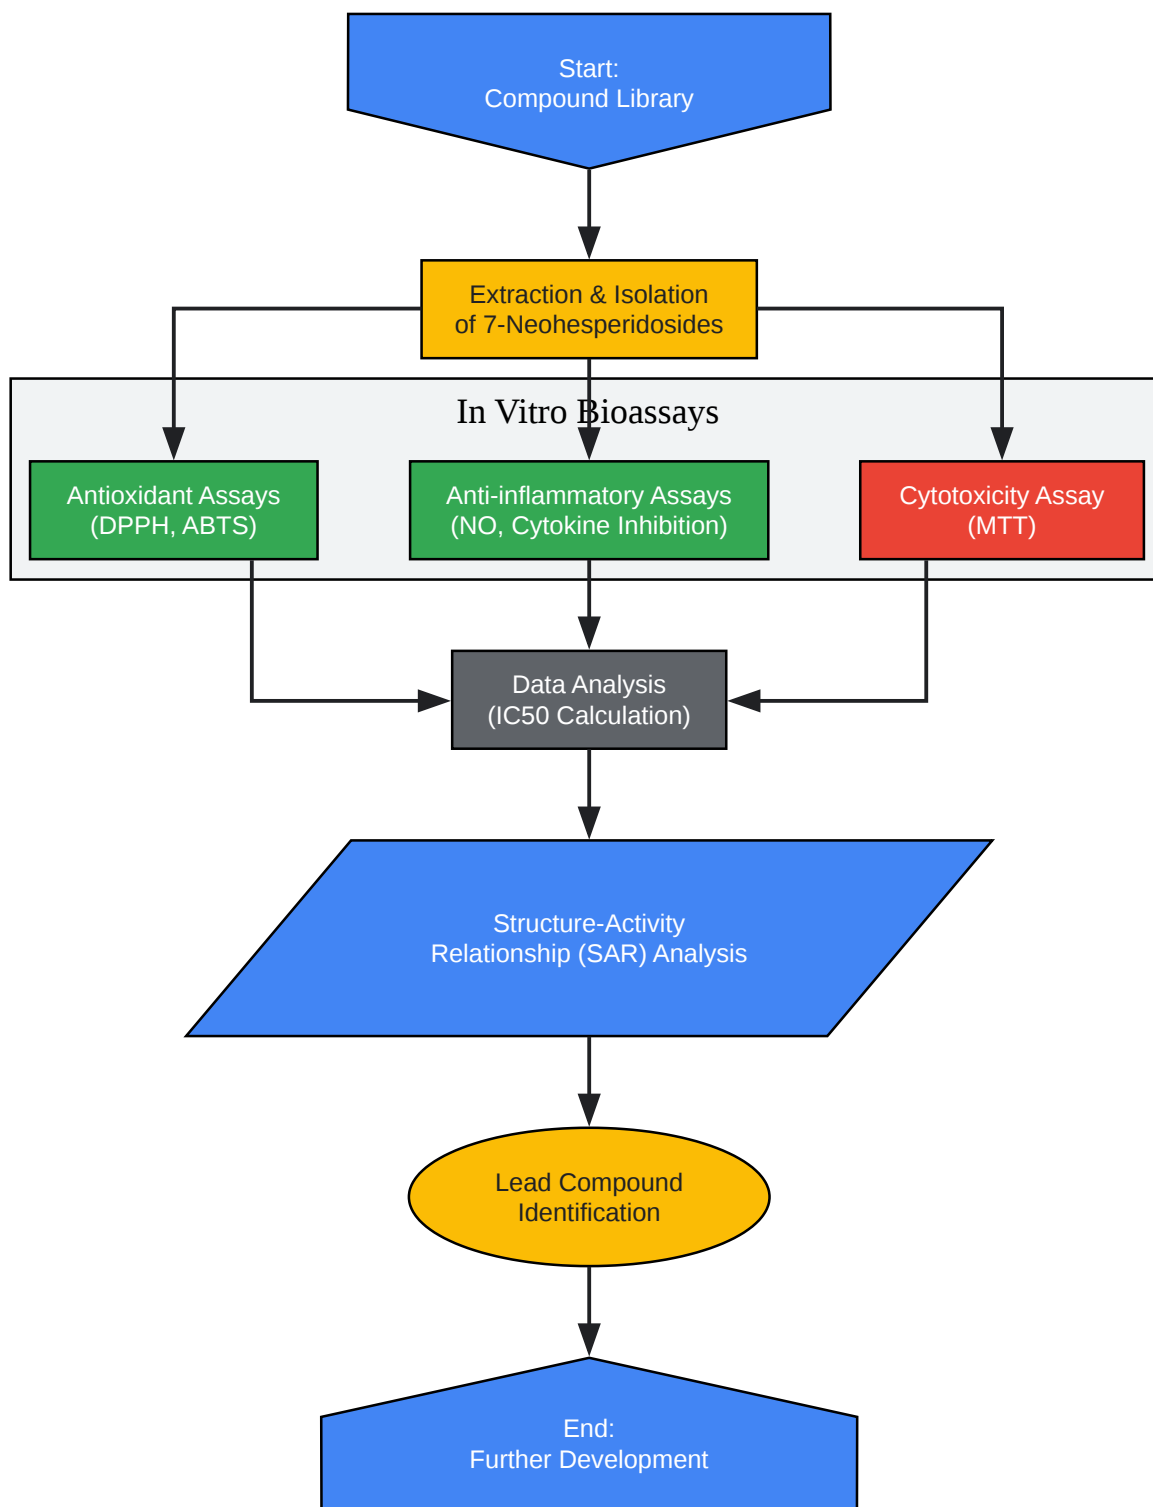 Start:
Compound Library
Extraction & Isolation
of 7-Neohesperidosides
In Vitro Bioassays
Antioxidant Assays
(DPPH, ABTS)
Anti-inflammatory Assays
(NO, Cytokine Inhibition)
Cytotoxicity Assay
(MTT)
Data Analysis
(IC50 Calculation)
Structure-Activity
Relationship (SAR) Analysis
Lead Compound
Identification
End:
Further Development